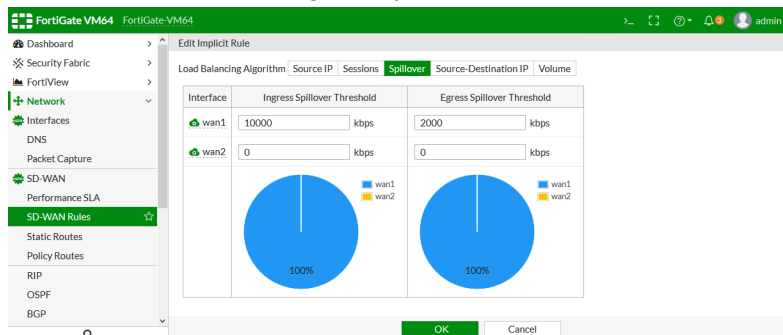 FortiGate VM64 FortiGate-VM64 >_ 3 admin
Dashboard
Security Fabric
FortiView
Network
Interfaces
DNS
Packet Capture
SD-WAN
Performance SLA
SD-WAN Rules
Static Routes
Policy Routes
RIP
OSPF
BGP
Edit Implicit Rule
Load Balancing Algorithm Source IP Sessions Spillover Source-Destination IP Volume
Interface Ingress Spillover Threshold Egress Spillover Threshold
wan1 10000 kbps 2000 kbps
wan2 0 kbps 0 kbps
wan1
wan2
100%
wan1
wan2
100%
OK Cancel